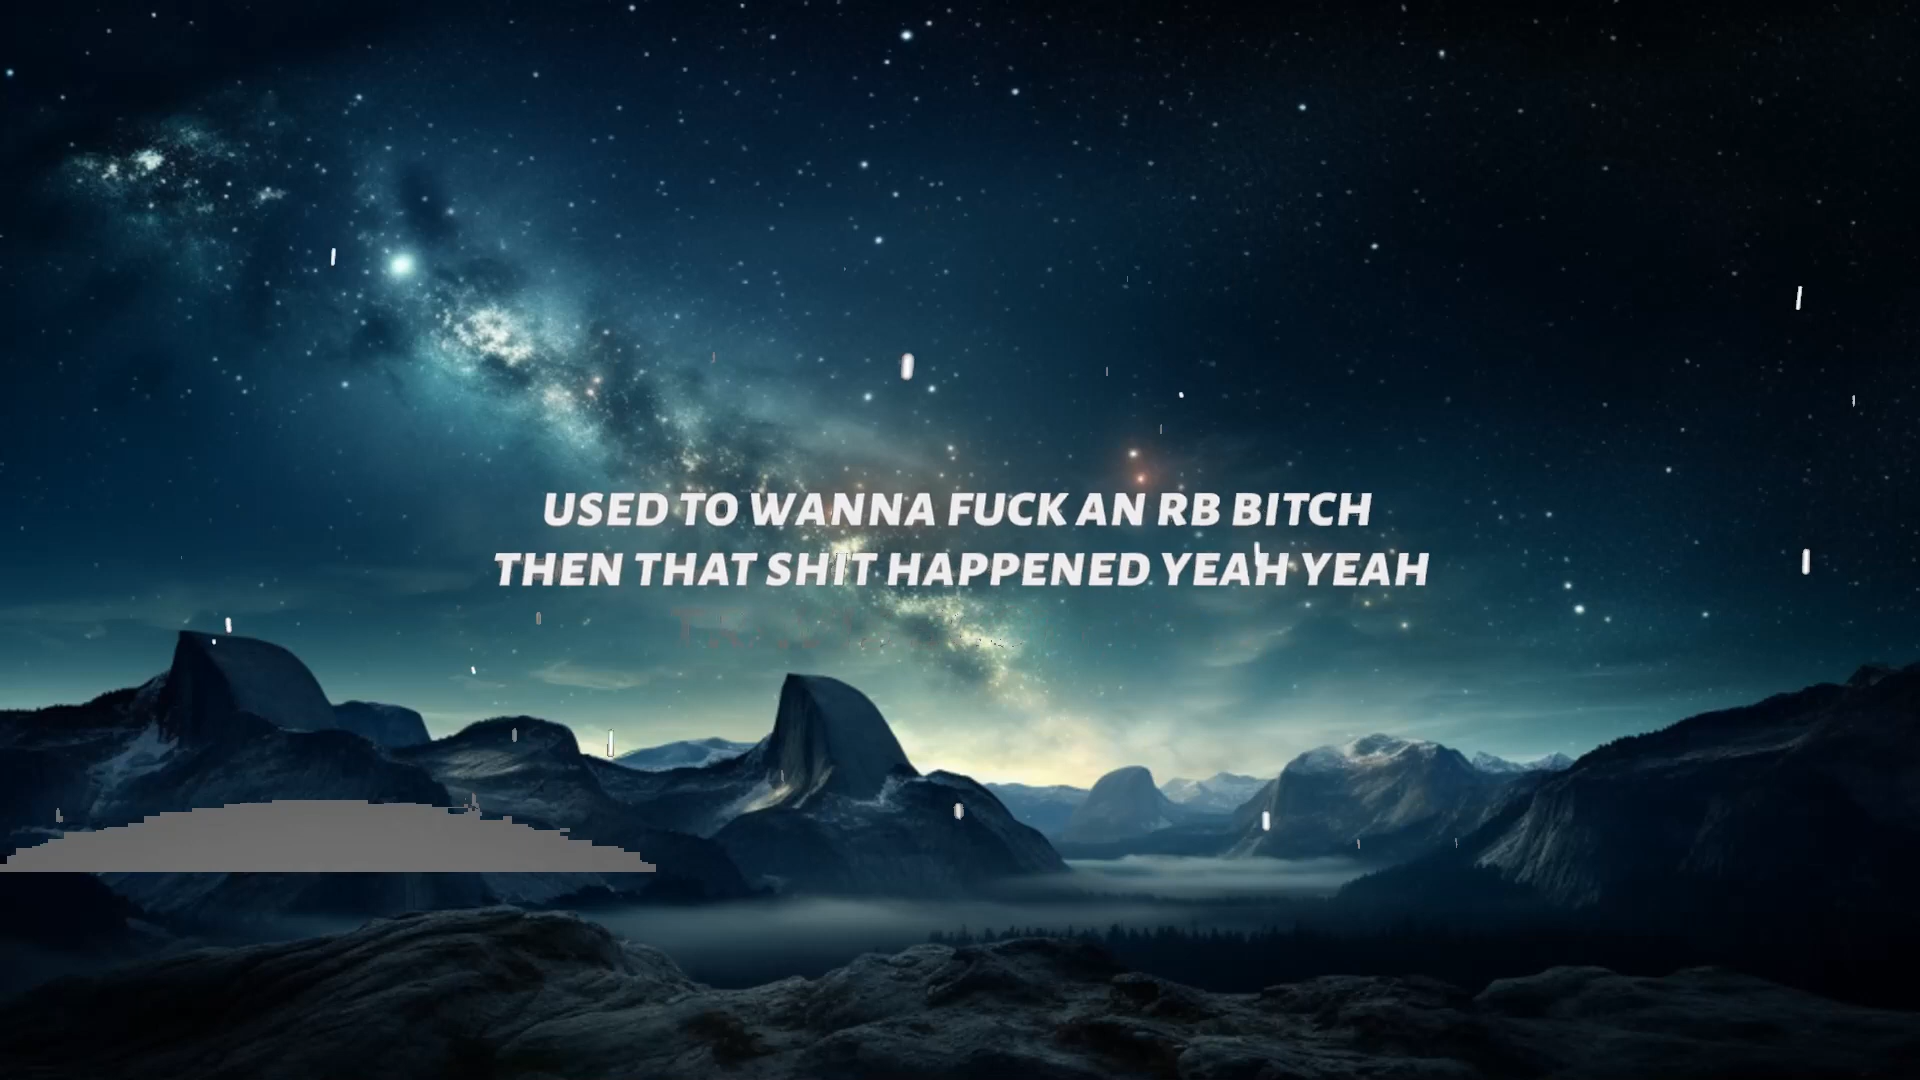 USED TO WANNA FUCK AN RB BITCH
THEN THAT SHIT HAPPENED YEAH YEAH